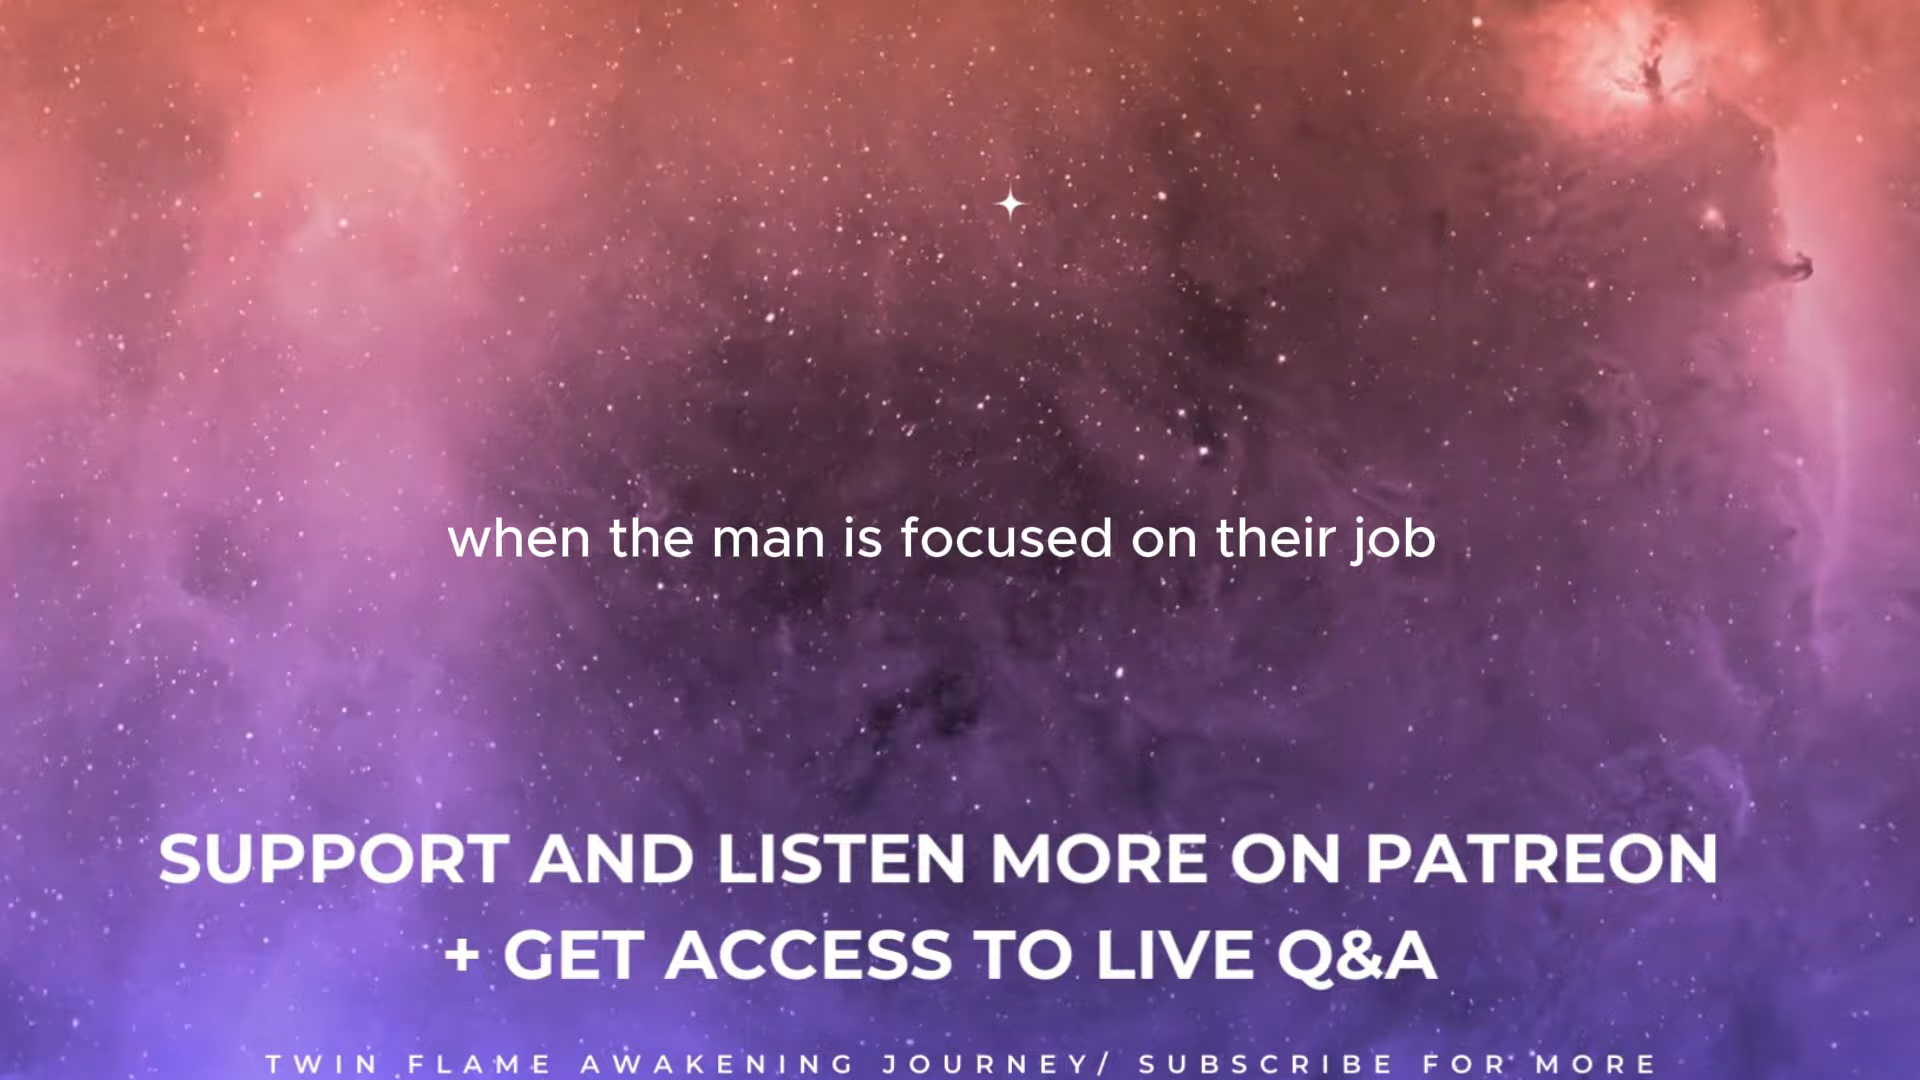 when the man is focused on their job
SUPPORT AND LISTEN MORE ON PATREON
+ GET ACCESS TO LIVE Q&A
TWIN FLAME AWAKENING JOURNEY/ SUBSCRIBE FOR MORE